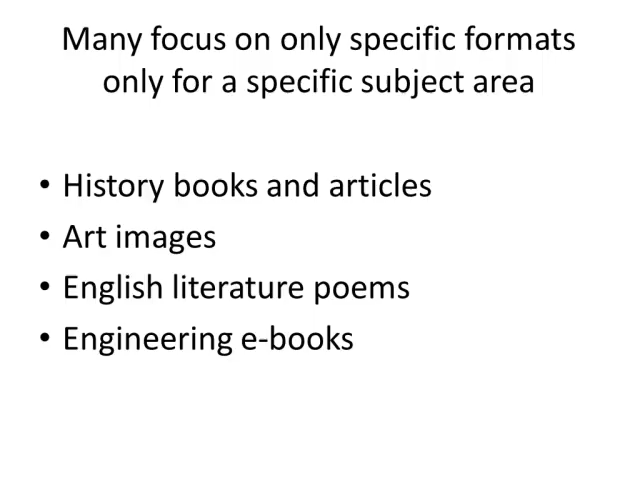 Many focus on only specific formats
only for a specific subject area
• History books and articles
• Art images
• English literature poems
• Engineering e-books